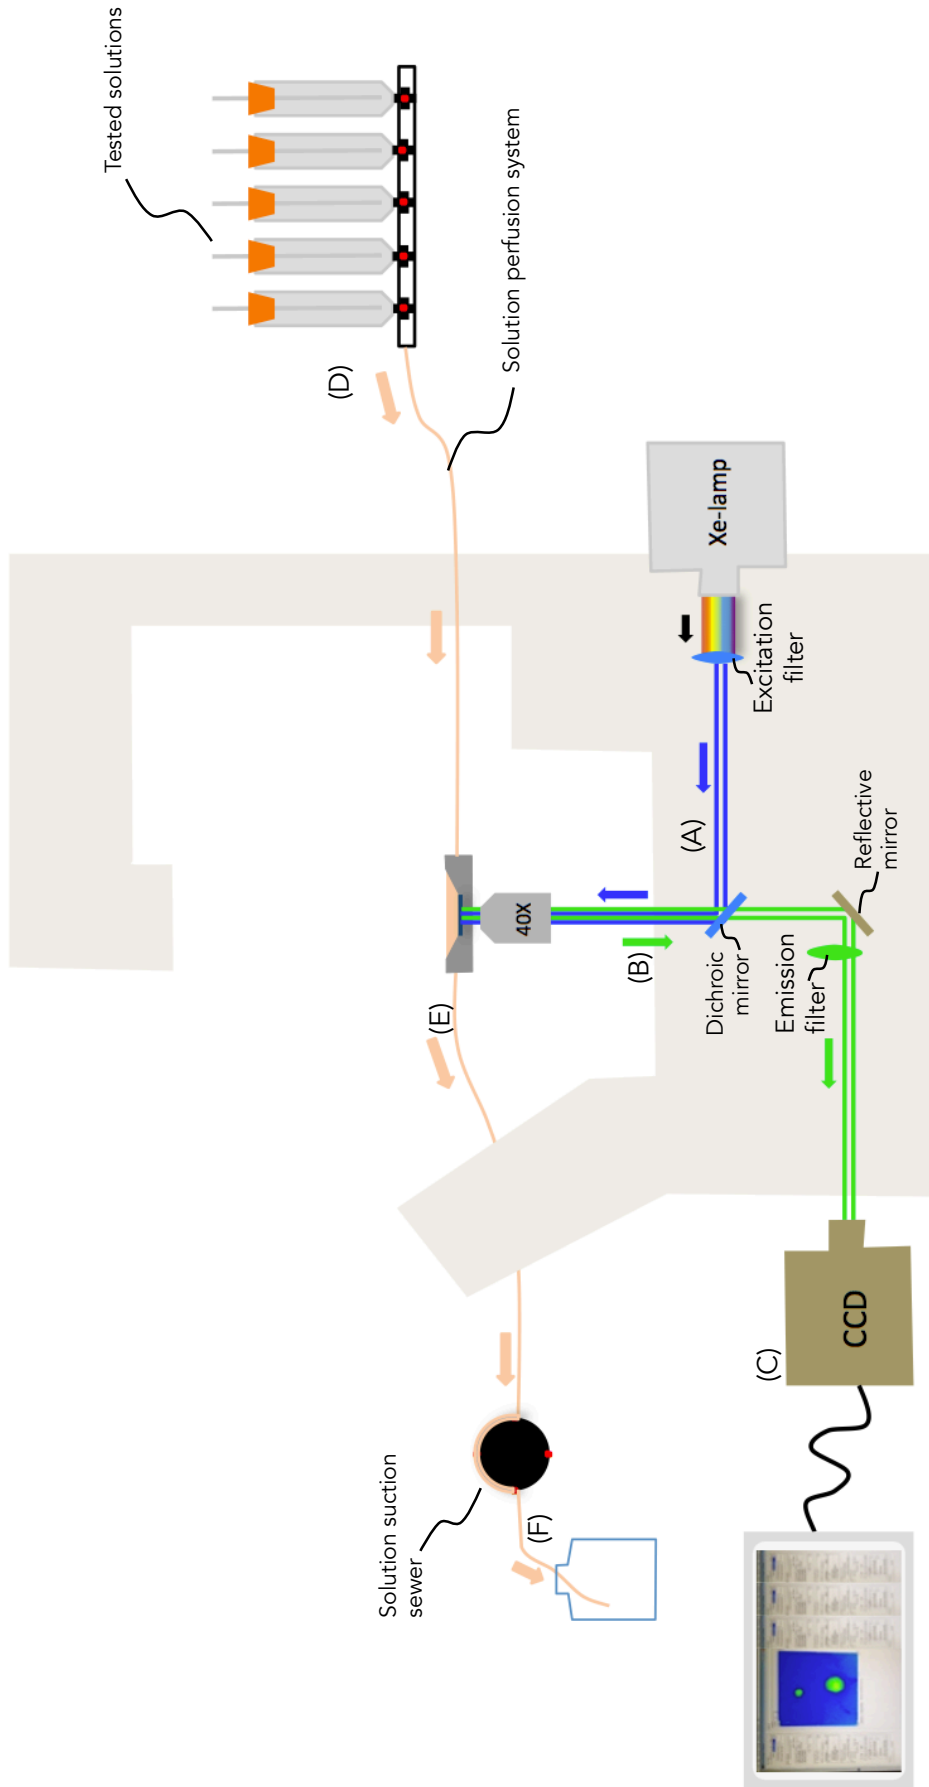 Tested solutions
Solution perfusion system
(D)
Xe-lamp
Excitation
filter
(A)
Reflective
mirror
40X
(B)
Dichroic
mirror
Emission
filter
(E)
CCD
(C)
Solution suction
sewer
(F)